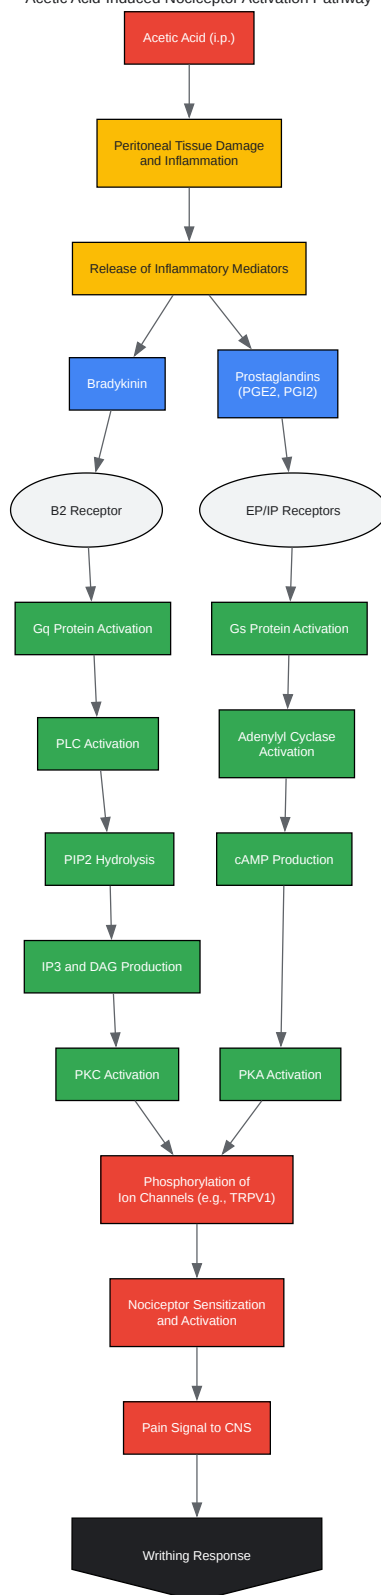 Acetic Acid-Induced Nociceptor Activation Pathway
Acetic Acid (i.p.)
Peritoneal Tissue Damage
and Inflammation
Release of Inflammatory Mediators
Bradykinin
Prostaglandins
(PGE2, PGI2)
B2 Receptor
EP/IP Receptors
Gq Protein Activation
Gs Protein Activation
PLC Activation
Adenylyl Cyclase
Activation
PIP2 Hydrolysis
cAMP Production
IP3 and DAG Production
PKC Activation
PKA Activation
Phosphorylation of
Ion Channels (e.g., TRPV1)
Nociceptor Sensitization
and Activation
Pain Signal to CNS
Writhing Response